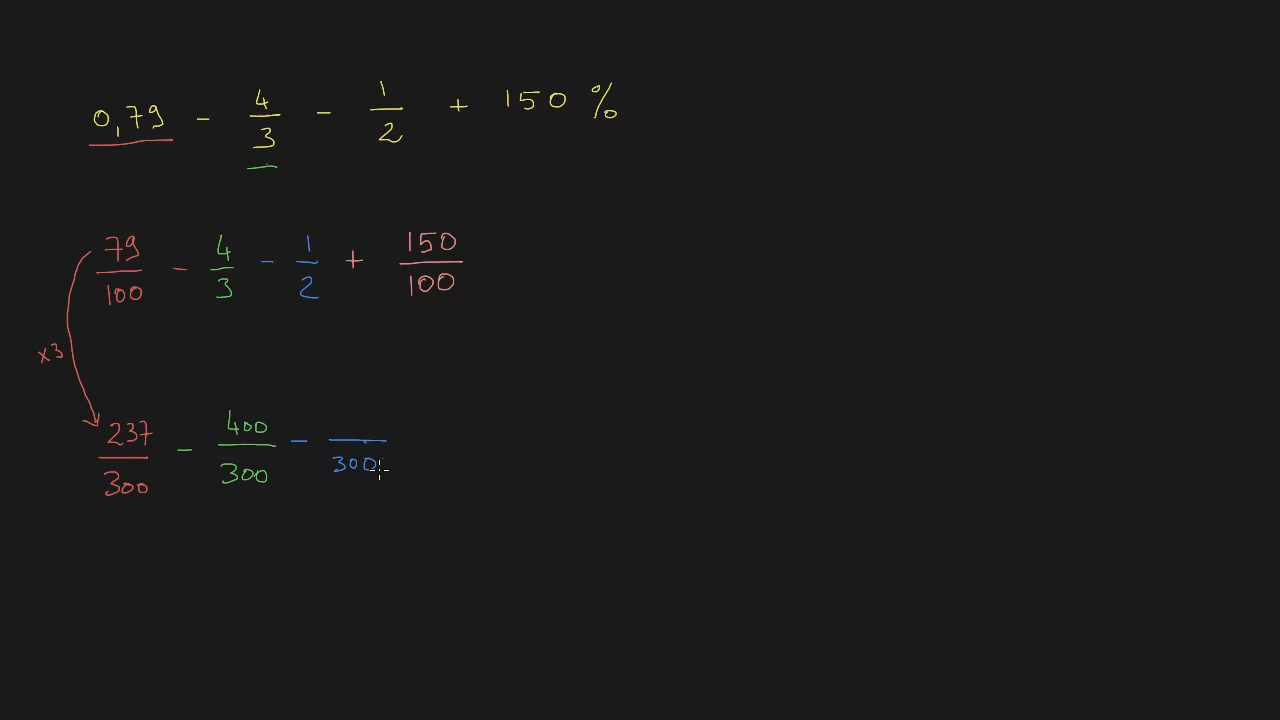 0,79 - 4/3 - 1/2 + 150 %
79/100 - 4/3 - 1/2 + 150/100
x3
237/300 - 400/300 - /300